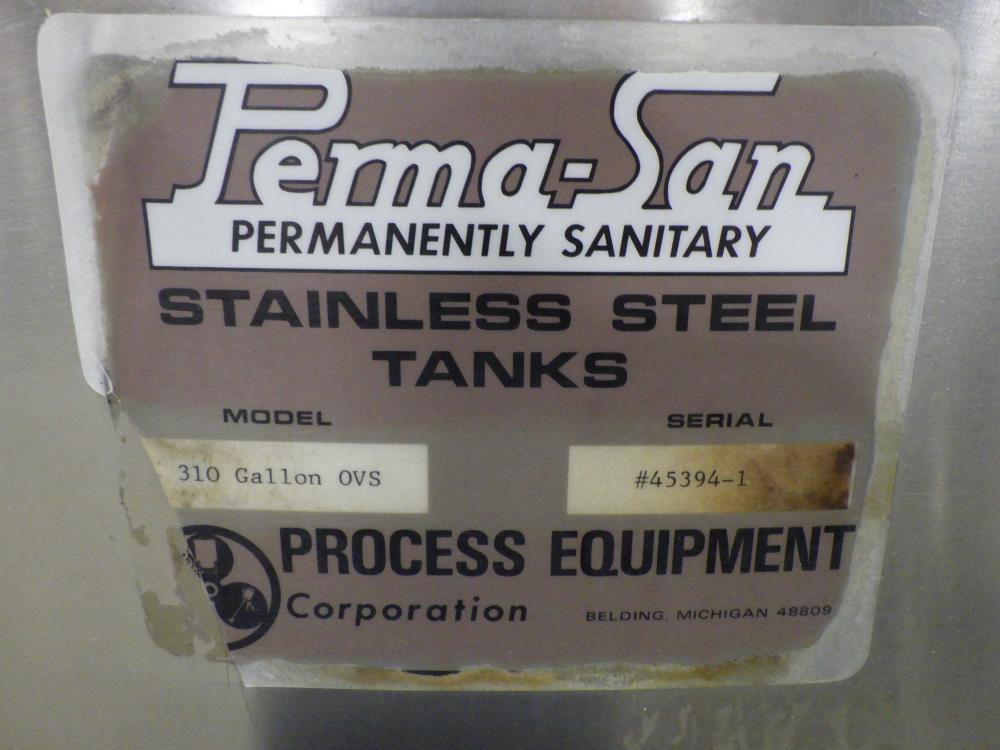 Perma-San
PERMANENTLY SANITARY
STAINLESS STEEL
TANKS
MODEL SERIAL
310 Gallon OVS #45394-1
PROCESS EQUIPMENT
Corporation BELDING, MICHIGAN 48809